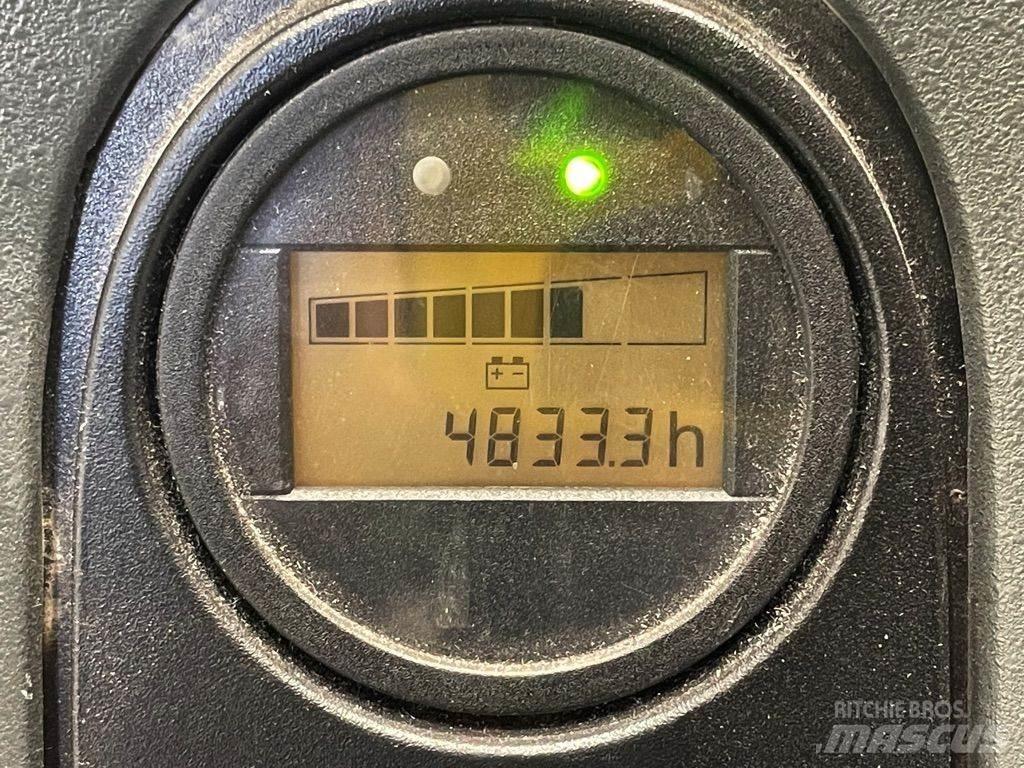 + -
4833.3h
RITCHIE BROS.
MASCUS